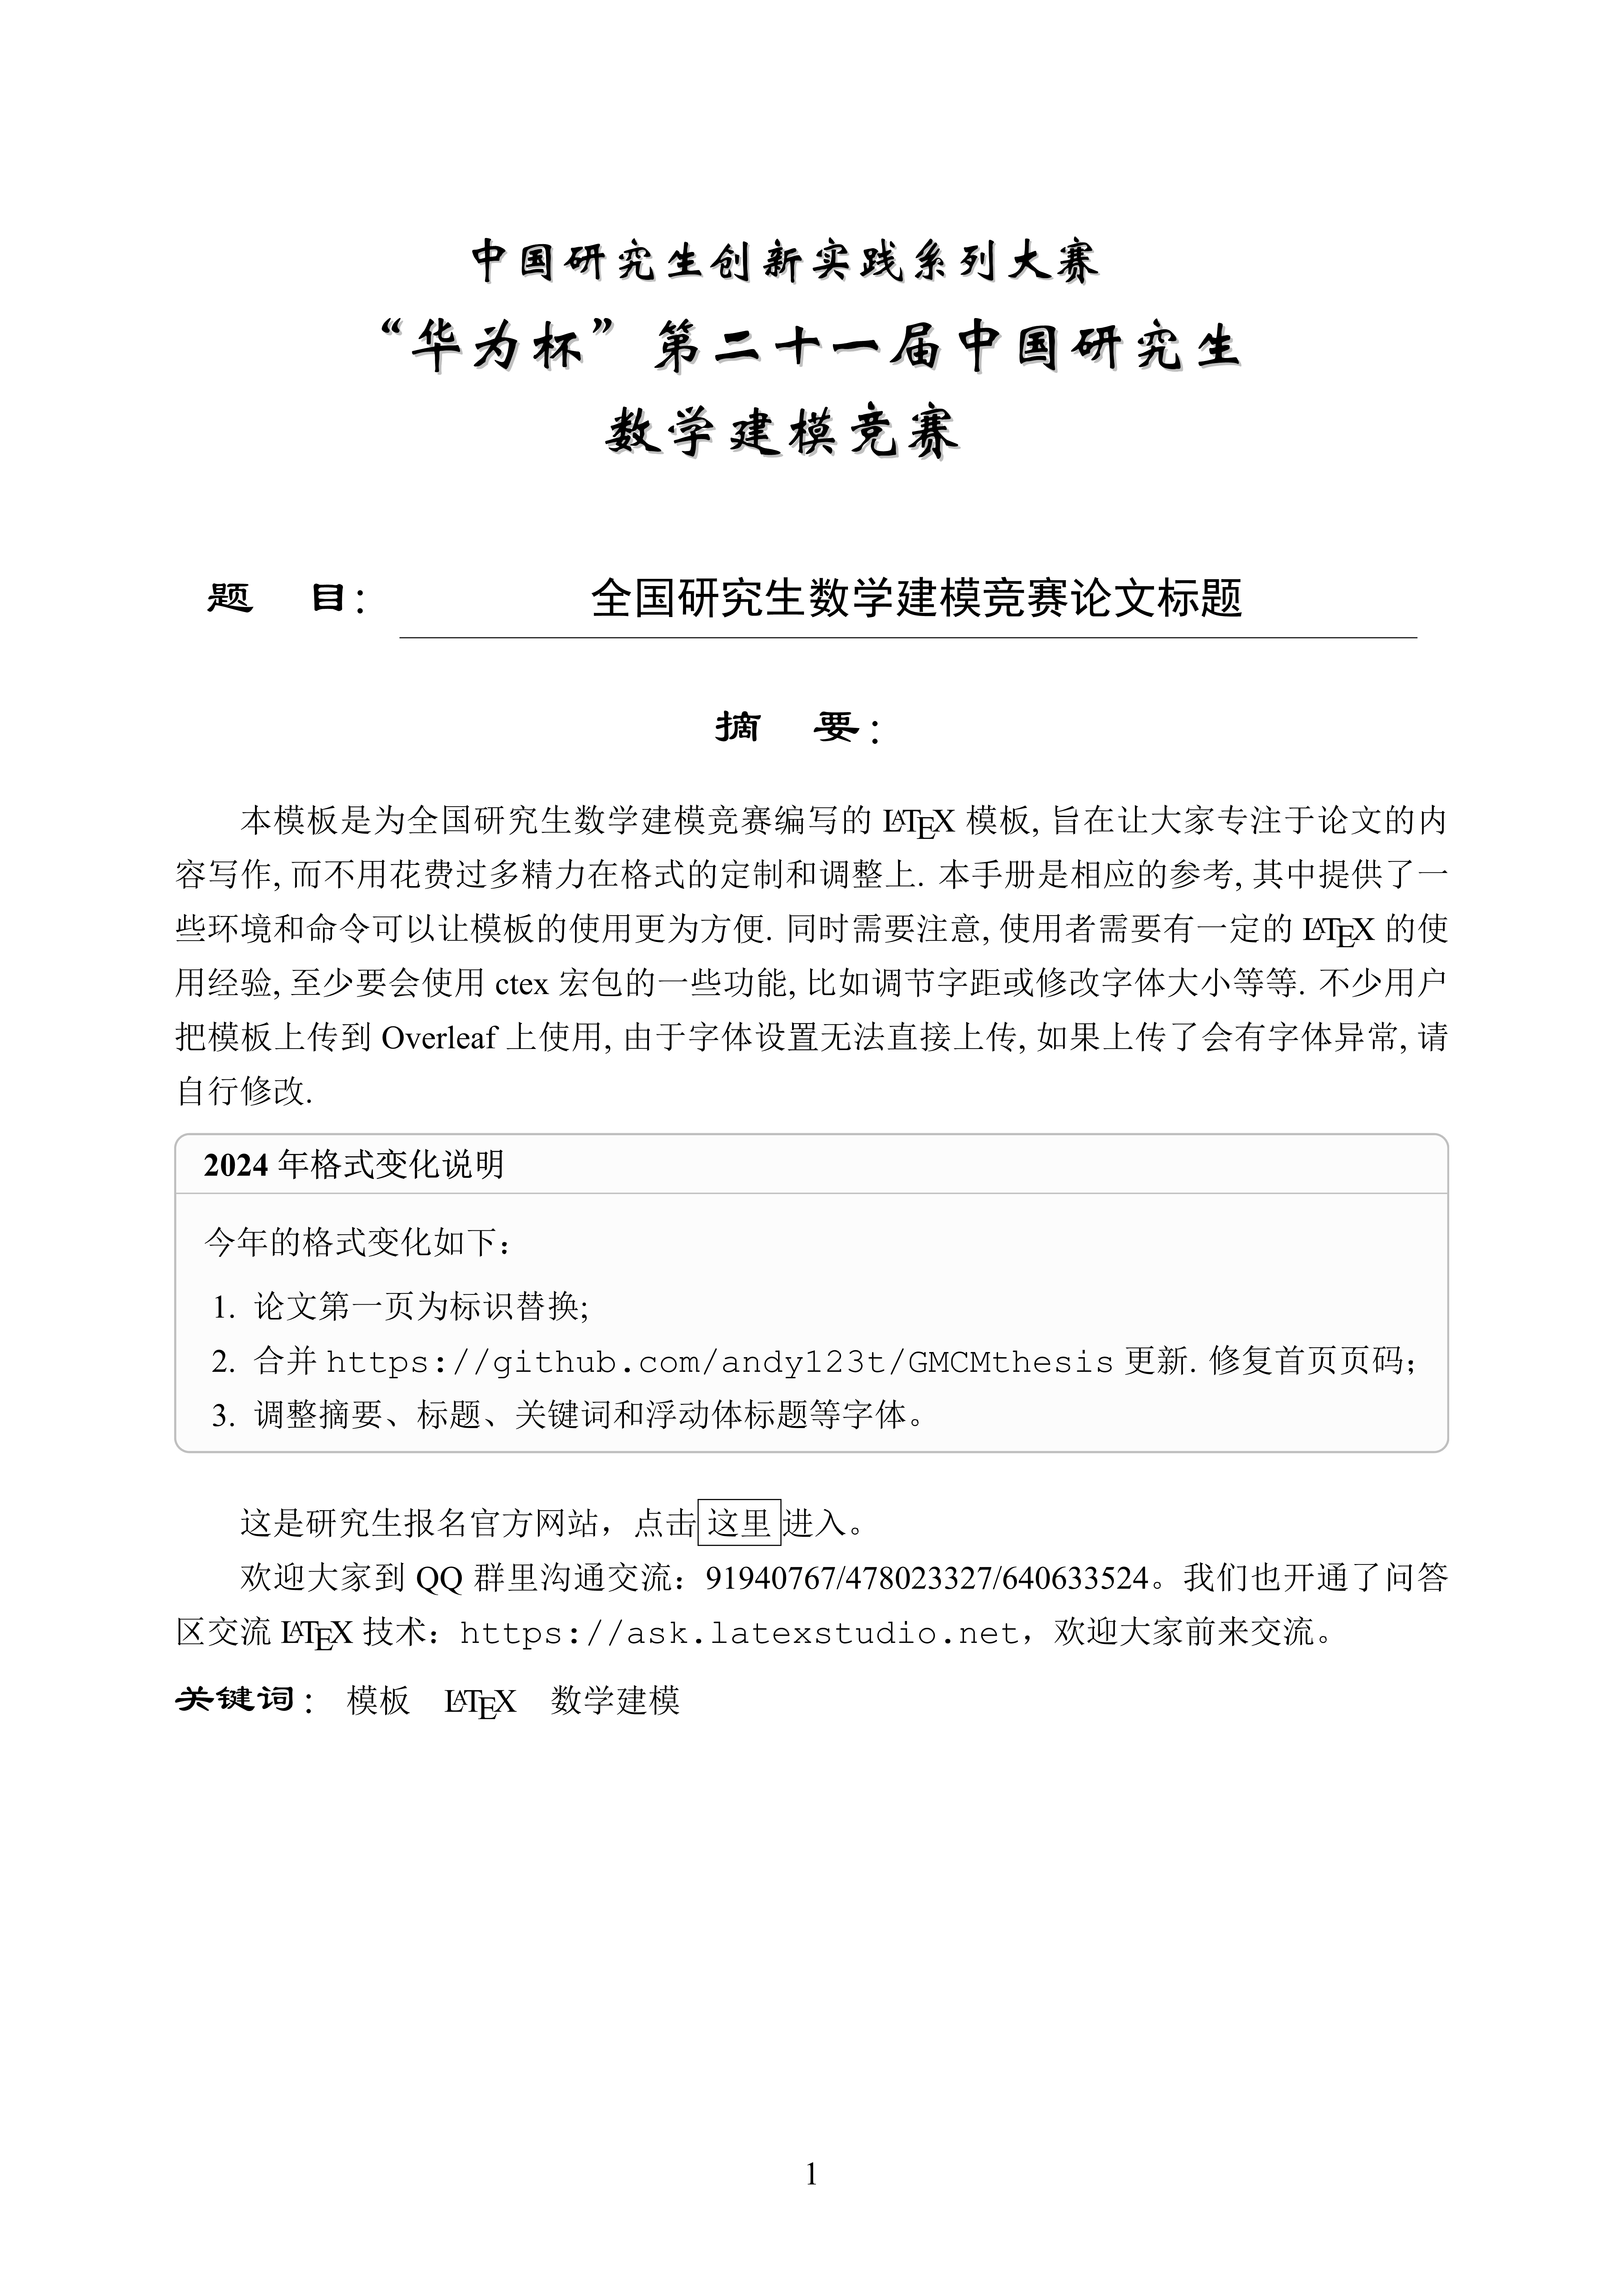 中国研究生创新实践系列大赛
“华为杯”第二十一届中国研究生
数学建模竞赛
题 目： 全国研究生数学建模竞赛论文标题
摘 要：
本模板是为全国研究生数学建模竞赛编写的 LATEX 模板, 旨在让大家专注于论文的内
容写作, 而不用花费过多精力在格式的定制和调整上. 本手册是相应的参考, 其中提供了一
些环境和命令可以让模板的使用更为方便. 同时需要注意, 使用者需要有一定的 LATEX 的使
用经验, 至少要会使用 ctex 宏包的一些功能, 比如调节字距或修改字体大小等等. 不少用户
把模板上传到 Overleaf 上使用, 由于字体设置无法直接上传, 如果上传了会有字体异常, 请
自行修改.
2024 年格式变化说明
今年的格式变化如下：
1. 论文第一页为标识替换;
2. 合并 https://github.com/andy123t/GMCMthesis 更新. 修复首页页码；
3. 调整摘要、标题、关键词和浮动体标题等字体。
这是研究生报名官方网站，点击 这里 进入。
欢迎大家到 QQ 群里沟通交流：91940767/478023327/640633524。我们也开通了问答
区交流 LATEX 技术：https://ask.latexstudio.net，欢迎大家前来交流。
关键词： 模板 LATEX 数学建模
1